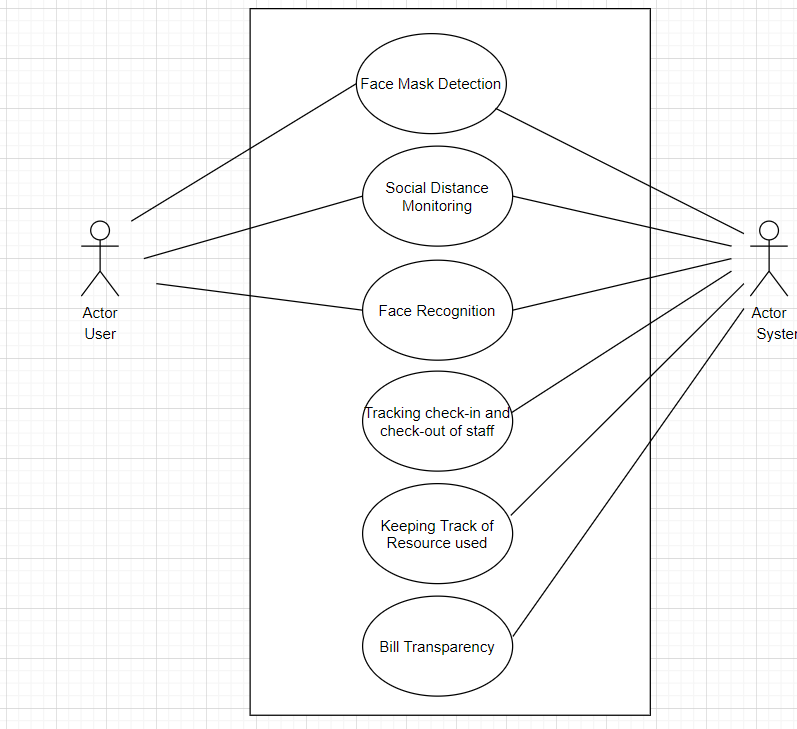 Face Mask Detection
Social Distance
Monitoring
Face Recognition
Tracking check-in and
check-out of staff
Keeping Track of
Resource used
Bill Transparency
Actor
User
Actor